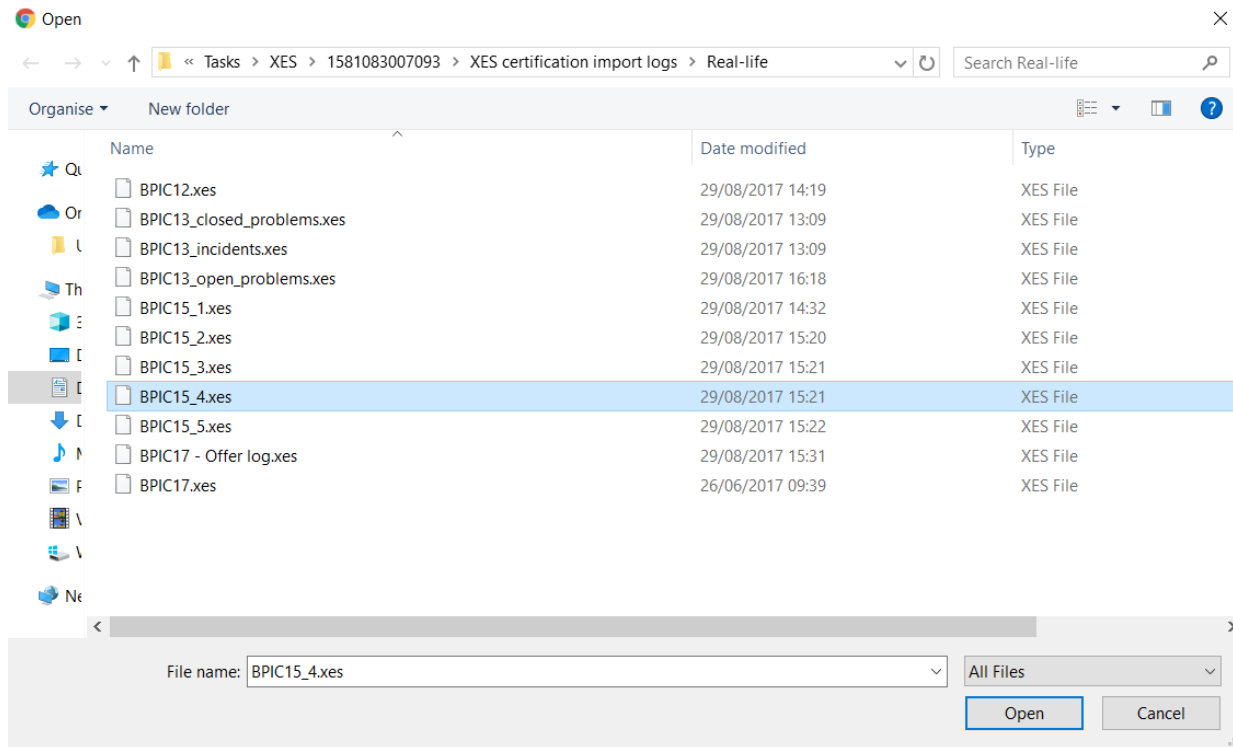 Open
« Tasks > XES > 1581083007093 > XES certification import logs > Real-life
Search Real-life
Organise
New folder
Name Date modified Type
BPIC12.xes 29/08/2017 14:19 XES File
BPIC13_closed_problems.xes 29/08/2017 13:09 XES File
BPIC13_incidents.xes 29/08/2017 13:09 XES File
BPIC13_open_problems.xes 29/08/2017 16:18 XES File
BPIC15_1.xes 29/08/2017 14:32 XES File
BPIC15_2.xes 29/08/2017 15:20 XES File
BPIC15_3.xes 29/08/2017 15:21 XES File
BPIC15_4.xes 29/08/2017 15:21 XES File
BPIC15_5.xes 29/08/2017 15:22 XES File
BPIC17 - Offer log.xes 29/08/2017 15:31 XES File
BPIC17.xes 26/06/2017 09:39 XES File
File name: BPIC15_4.xes
All Files
Open Cancel